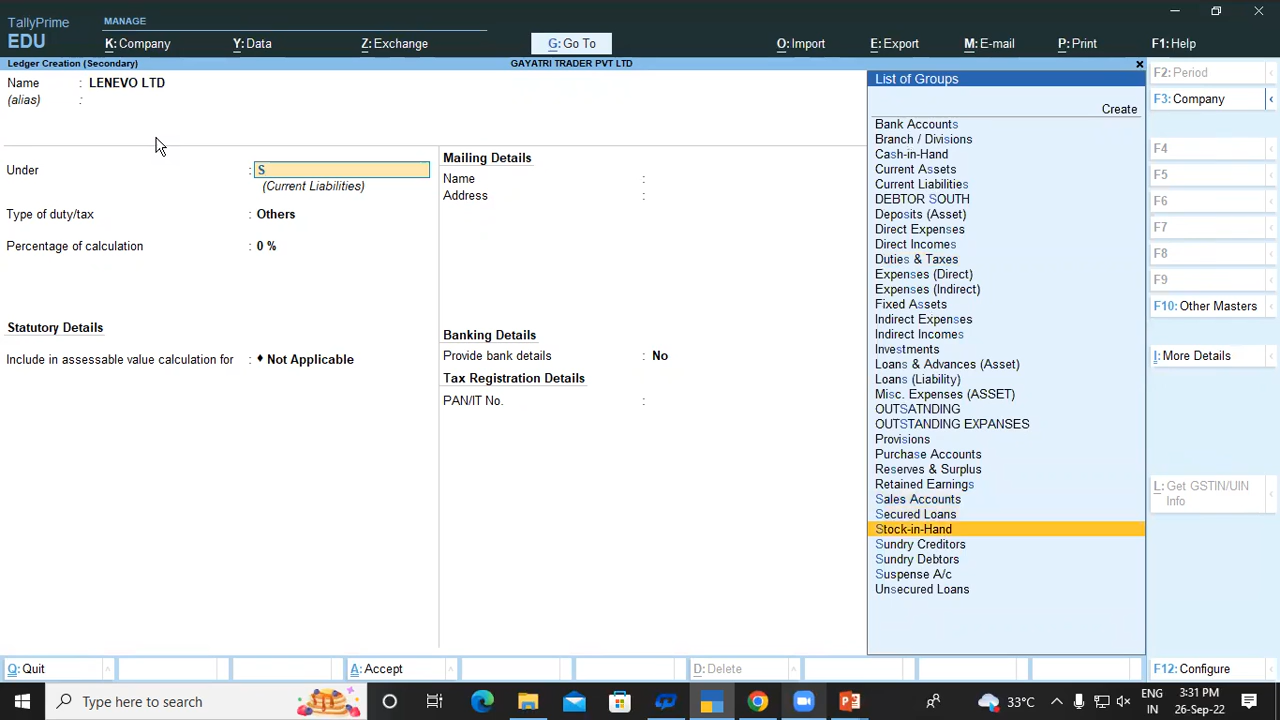 TallyPrime
EDU
MANAGE
K: Company
Y: Data
Z: Exchange
G: Go To
O: Import
E: Export
M: E-mail
P: Print
F1: Help
Ledger Creation (Secondary)
GAYATRI TRADER PVT LTD
Name : LENEVO LTD
(alias) :
Under : S
(Current Liabilities)
Type of duty/tax : Others
Percentage of calculation : 0 %
Statutory Details
Include in assessable value calculation for : ♦ Not Applicable
Mailing Details
Name :
Address :
Banking Details
Provide bank details : No
Tax Registration Details
PAN/IT No. :
List of Groups
Create
Bank Accounts
Branch / Divisions
Cash-in-Hand
Current Assets
Current Liabilities
DEBTOR SOUTH
Deposits (Asset)
Direct Expenses
Direct Incomes
Duties & Taxes
Expenses (Direct)
Expenses (Indirect)
Fixed Assets
Indirect Expenses
Indirect Incomes
Investments
Loans & Advances (Asset)
Loans (Liability)
Misc. Expenses (ASSET)
OUTSATNDING
OUTSTANDING EXPANSES
Provisions
Purchase Accounts
Reserves & Surplus
Retained Earnings
Sales Accounts
Secured Loans
Stock-in-Hand
Sundry Creditors
Sundry Debtors
Suspense A/c
Unsecured Loans
F2: Period
F3: Company
F4
F5
F6
F7
F8
F9
F10: Other Masters
I: More Details
L: Get GSTIN/UIN
Info
F12: Configure
Q: Quit
A: Accept
D: Delete
Type here to search
33°C
ENG
IN
3:31 PM
26-Sep-22